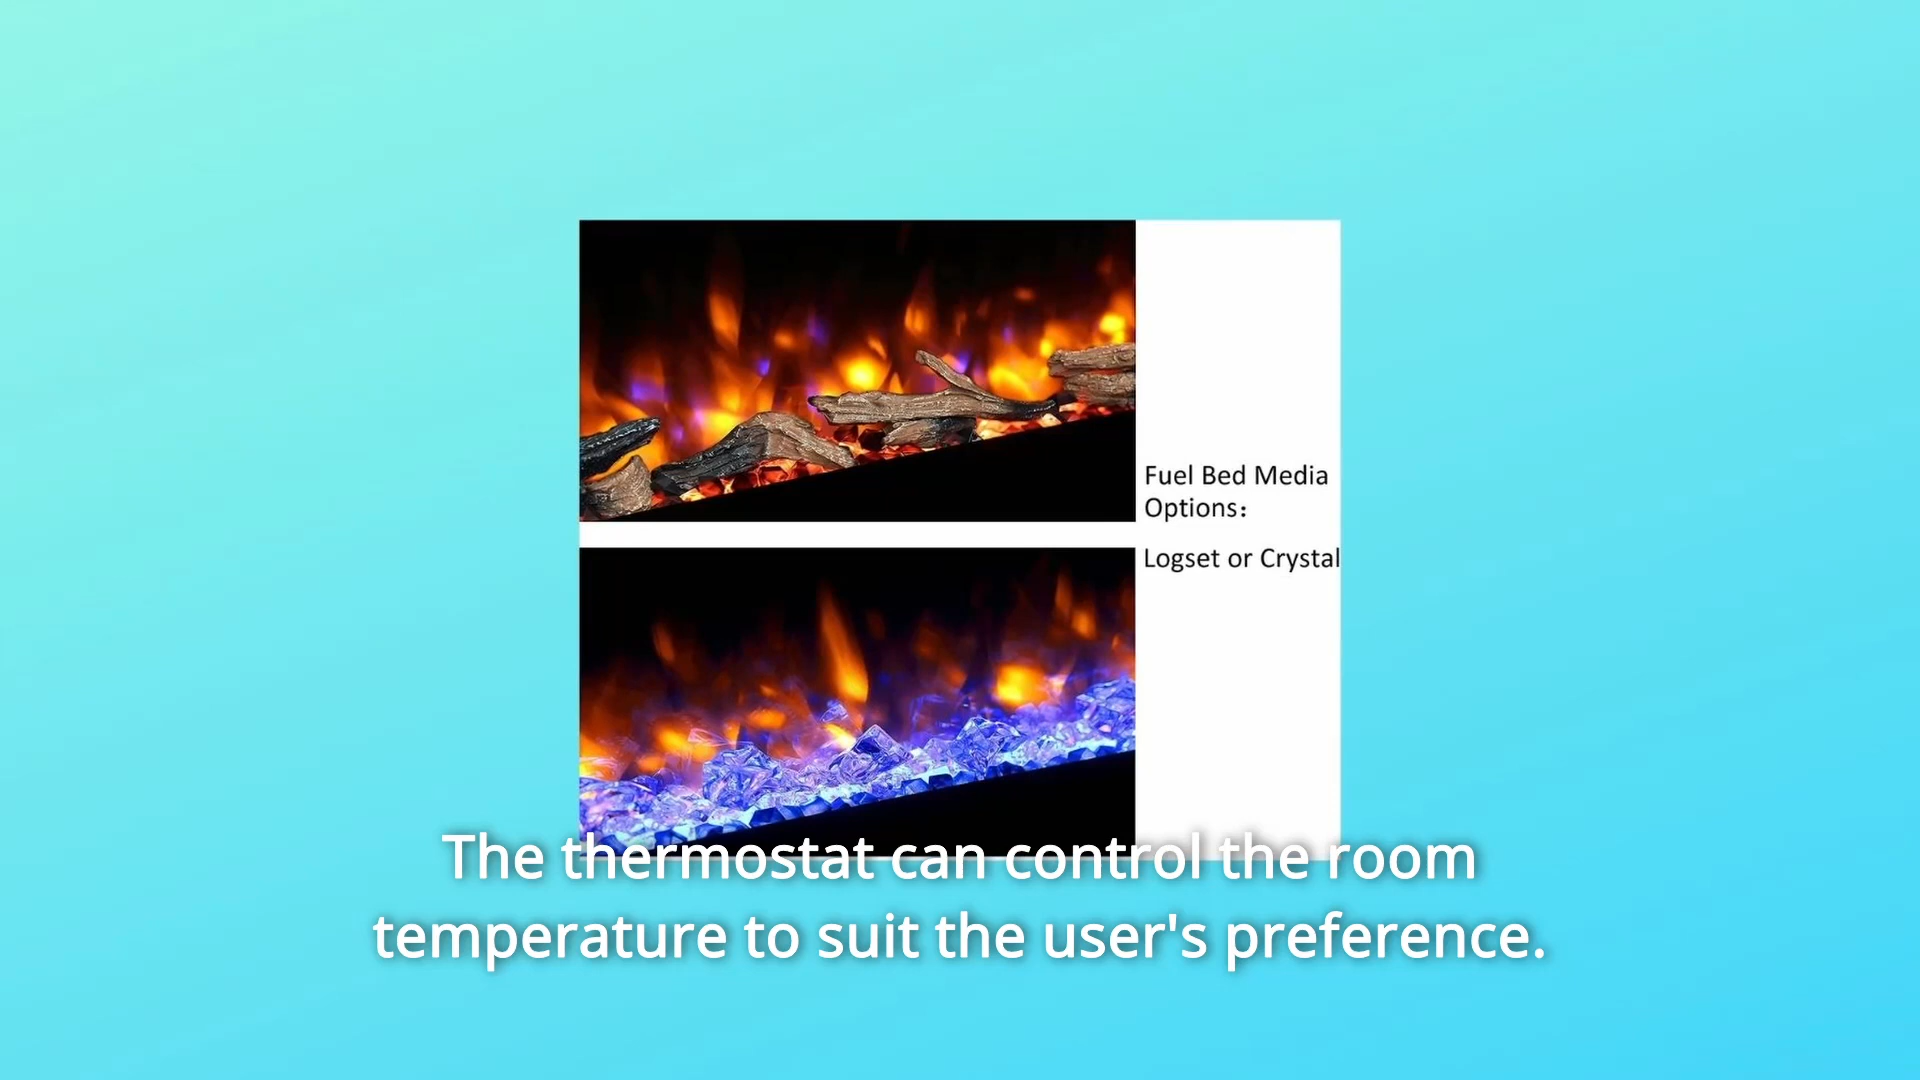 Fuel Bed Media
Options:
Logset or Crystal
The thermostat can control the room
temperature to suit the user's preference.